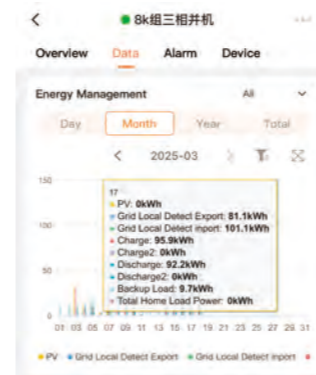 8k组三相并机
Overview Data Alarm Device
Energy Management All
Day Month Year Total
2025-03
150
100
50
0
17
PV: 0kWh
Grid Local Detect Export: 81.1kWh
Grid Local Detect inport: 101.1kWh
Charge: 95.9kWh
Charge2: 0kWh
Discharge: 92.2kWh
Discharge2: 0kWh
Backup Load: 9.7kWh
Total Home Load Power: 0kWh
01 03 05 07 09 11 13 15 17 19 21 23 25 27 29 31
PV Grid Local Detect Export Grid Local Detect inport